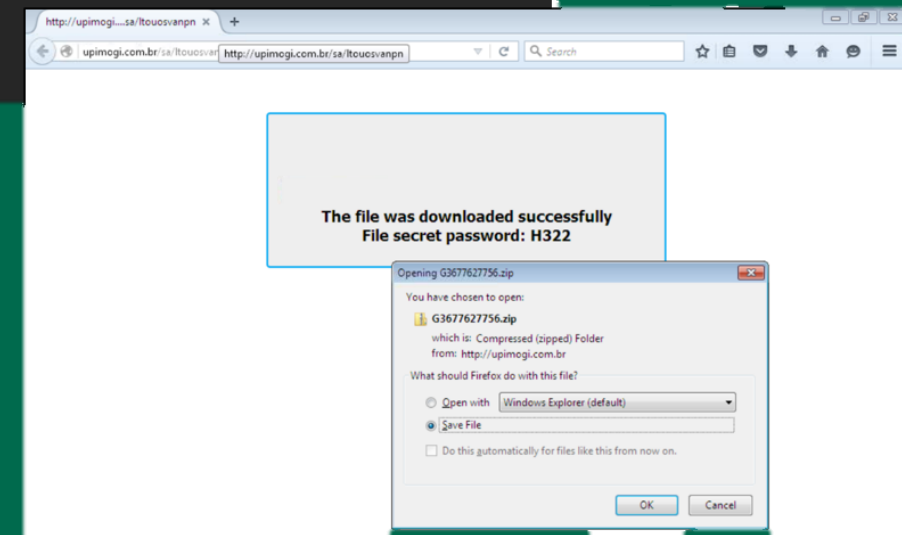 http://upimogi....sa/ltouosvanpn
upimogi.com.br/sa/ltouosvar
http://upimogi.com.br/sa/ltouosvanpn
Search
The file was downloaded successfully
File secret password: H322
Opening G3677627756.zip
You have chosen to open:
G3677627756.zip
which is: Compressed (zipped) Folder
from: http://upimogi.com.br
What should Firefox do with this file?
Open with
Windows Explorer (default)
Save File
Do this automatically for files like this from now on.
OK
Cancel